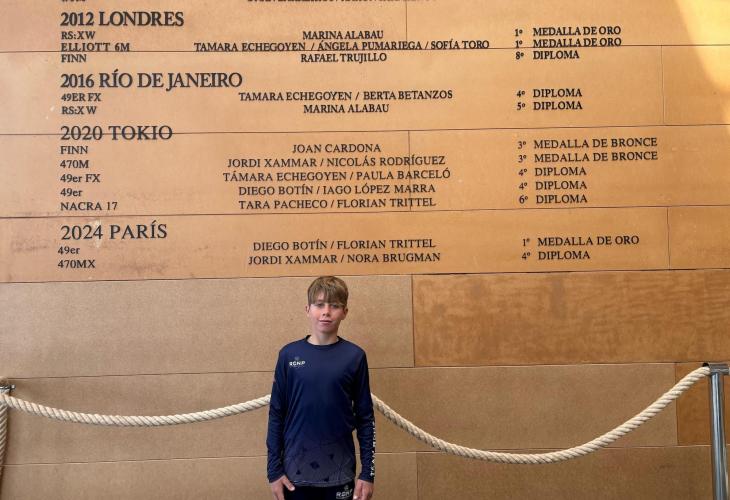 2012 LONDRES
RS:XW MARINA ALABAU 1º MEDALLA DE ORO
ELLIOTT 6M TAMARA ECHEGOYEN / ÁNGELA PUMARIEGA / SOFÍA TORO 1º MEDALLA DE ORO
FINN RAFAEL TRUJILLO 8º DIPLOMA
2016 RÍO DE JANEIRO
49ER FX TAMARA ECHEGOYEN / BERTA BETANZOS 4º DIPLOMA
RS:XW MARINA ALABAU 5º DIPLOMA
2020 TOKIO
FINN JOAN CARDONA 3º MEDALLA DE BRONCE
470M JORDI XAMMAR / NICOLÁS RODRÍGUEZ 3º MEDALLA DE BRONCE
49er FX TÁMARA ECHEGOYEN / PAULA BARCELÓ 4º DIPLOMA
49er DIEGO BOTÍN / IAGO LÓPEZ MARRA 4º DIPLOMA
NACRA 17 TARA PACHECO / FLORIAN TRITTEL 6º DIPLOMA
2024 PARÍS
49er DIEGO BOTÍN / FLORIAN TRITTEL 1º MEDALLA DE ORO
470MX JORDI XAMMAR / NORA BRUGMAN 4º DIPLOMA
RCNP